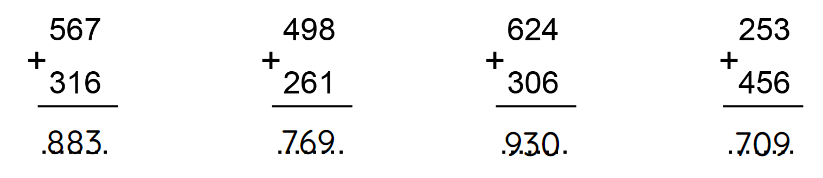 567 498 624 253
+ + + +
316 261 306 456
.883. .769. .930. .709.